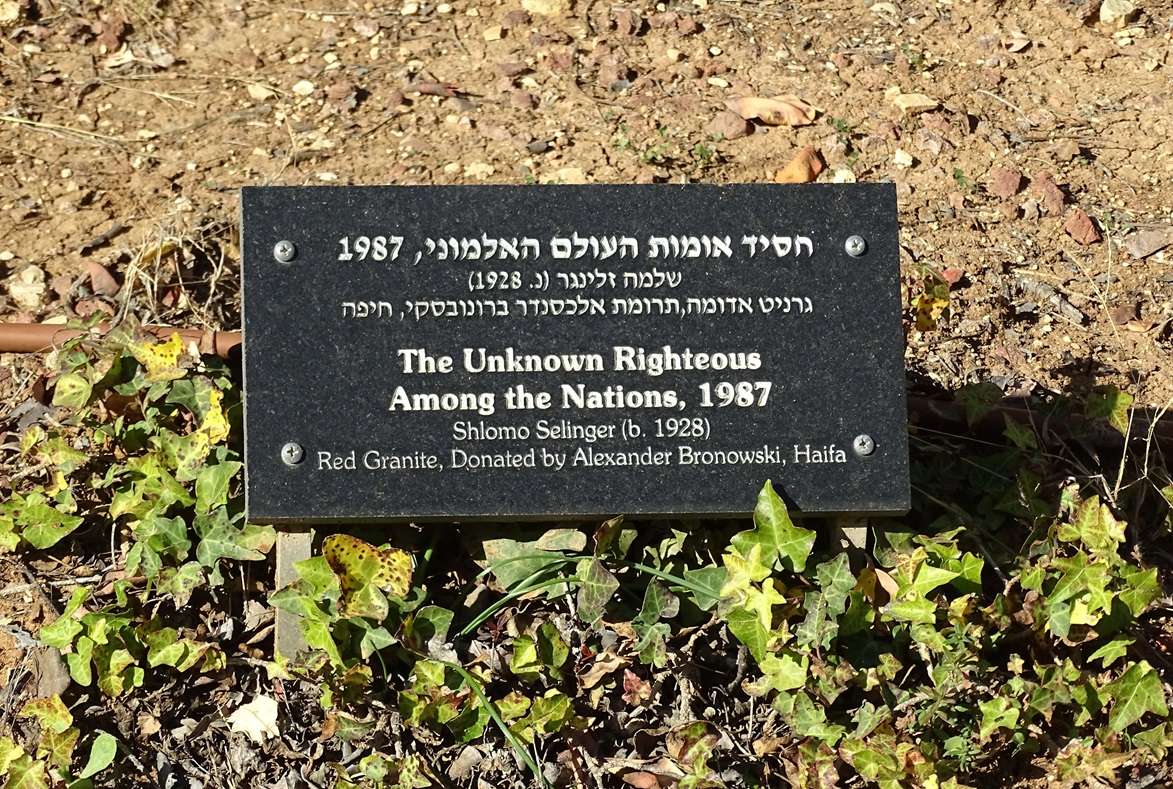 חסיד אומות העולם האלמוני, 1987
שלמה זלינגר (נ. 1928)
גרניט אדומה,תרומת אלכסנדר ברונובסקי, חיפה
The Unknown Righteous
Among the Nations, 1987
Shlomo Selinger (b. 1928)
Red Granite, Donated by Alexander Bronowski, Haifa